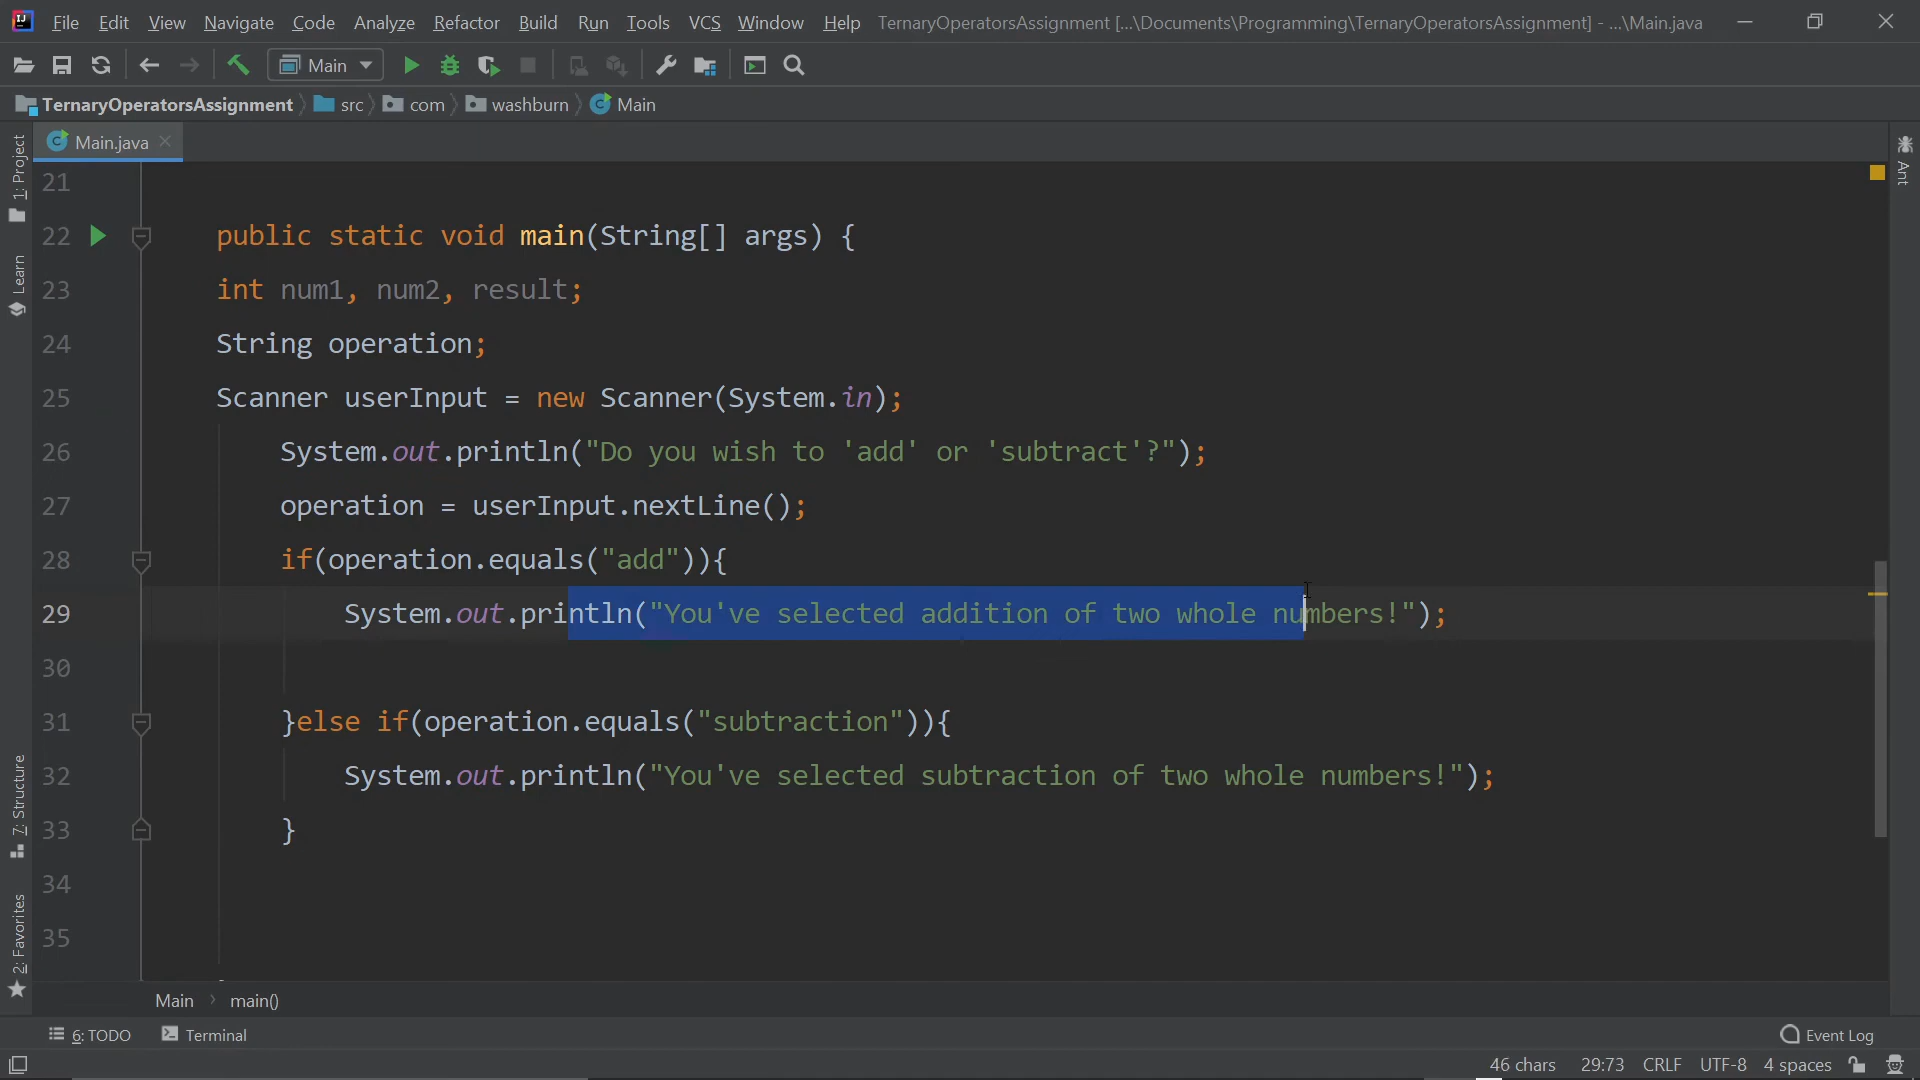 File Edit View Navigate Code Analyze Refactor Build Run Tools VCS Window Help TernaryOperatorsAssignment [...\Documents\Programming\TernaryOperatorsAssignment] - ...\Main.java
Main
TernaryOperatorsAssignment src com washburn Main
Main.java
1: Project
Learn
7: Structure
2: Favorites
Ant
21
22 public static void main(String[] args) {
23 int num1, num2, result;
24 String operation;
25 Scanner userInput = new Scanner(System.in);
26 System.out.println("Do you wish to 'add' or 'subtract'?");
27 operation = userInput.nextLine();
28 if(operation.equals("add")){
29 System.out.println("You've selected addition of two whole numbers!");
30
31 }else if(operation.equals("subtraction")){
32 System.out.println("You've selected subtraction of two whole numbers!");
33 }
34
35
Main main()
6: TODO Terminal Event Log
46 chars 29:73 CRLF UTF-8 4 spaces